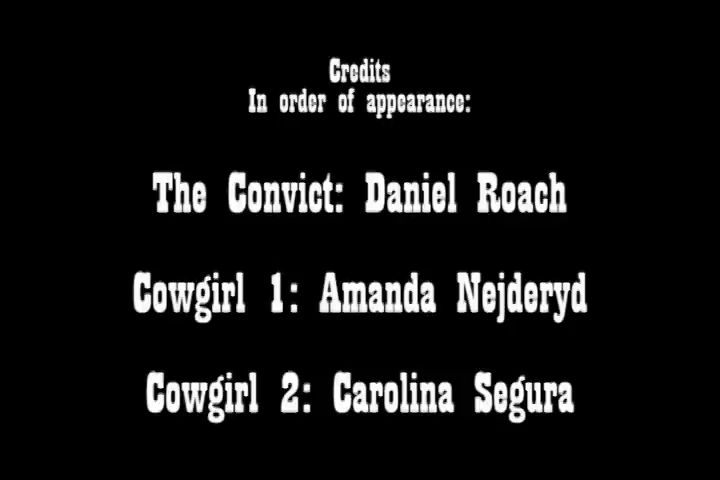 Credits
In order of appearance:
The Convict: Daniel Roach
Cowgirl 1: Amanda Nejderyd
Cowgirl 2: Carolina Segura